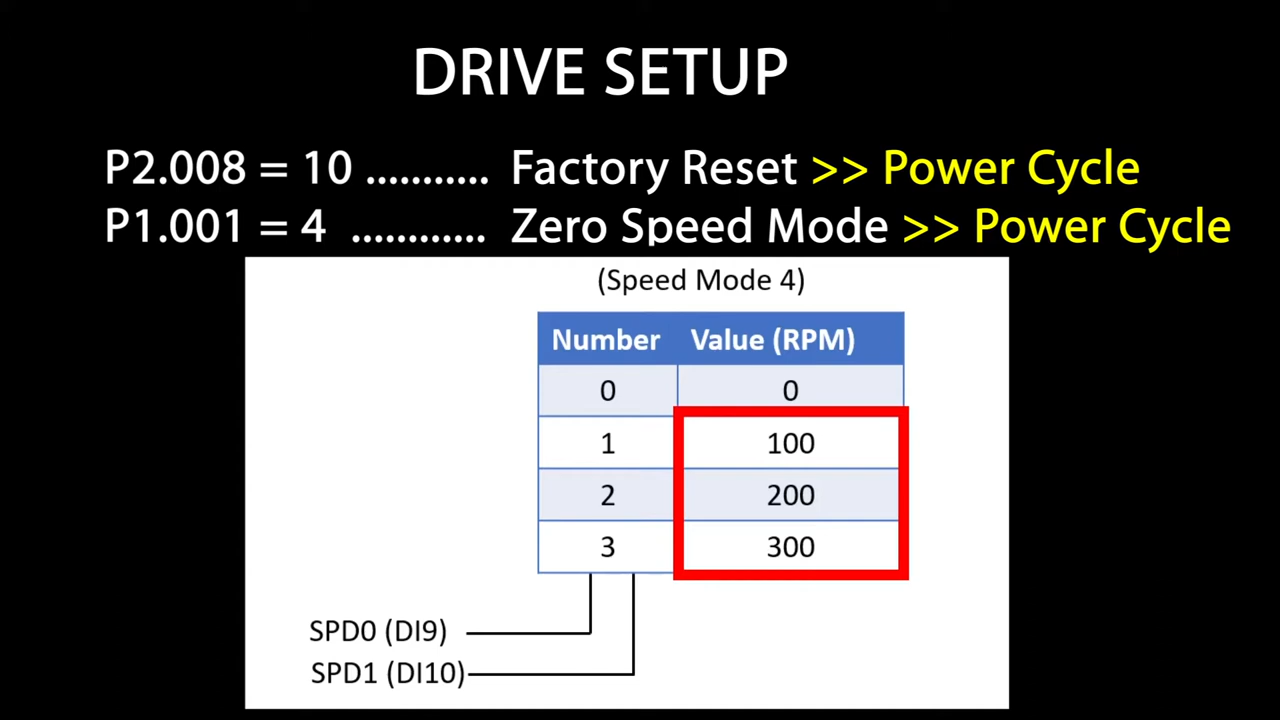 DRIVE SETUP
P2.008 = 10 ........... Factory Reset >> Power Cycle
P1.001 = 4 ............ Zero Speed Mode >> Power Cycle
(Speed Mode 4)
Number Value (RPM)
0 0
1 100
2 200
3 300
SPD0 (DI9)
SPD1 (DI10)